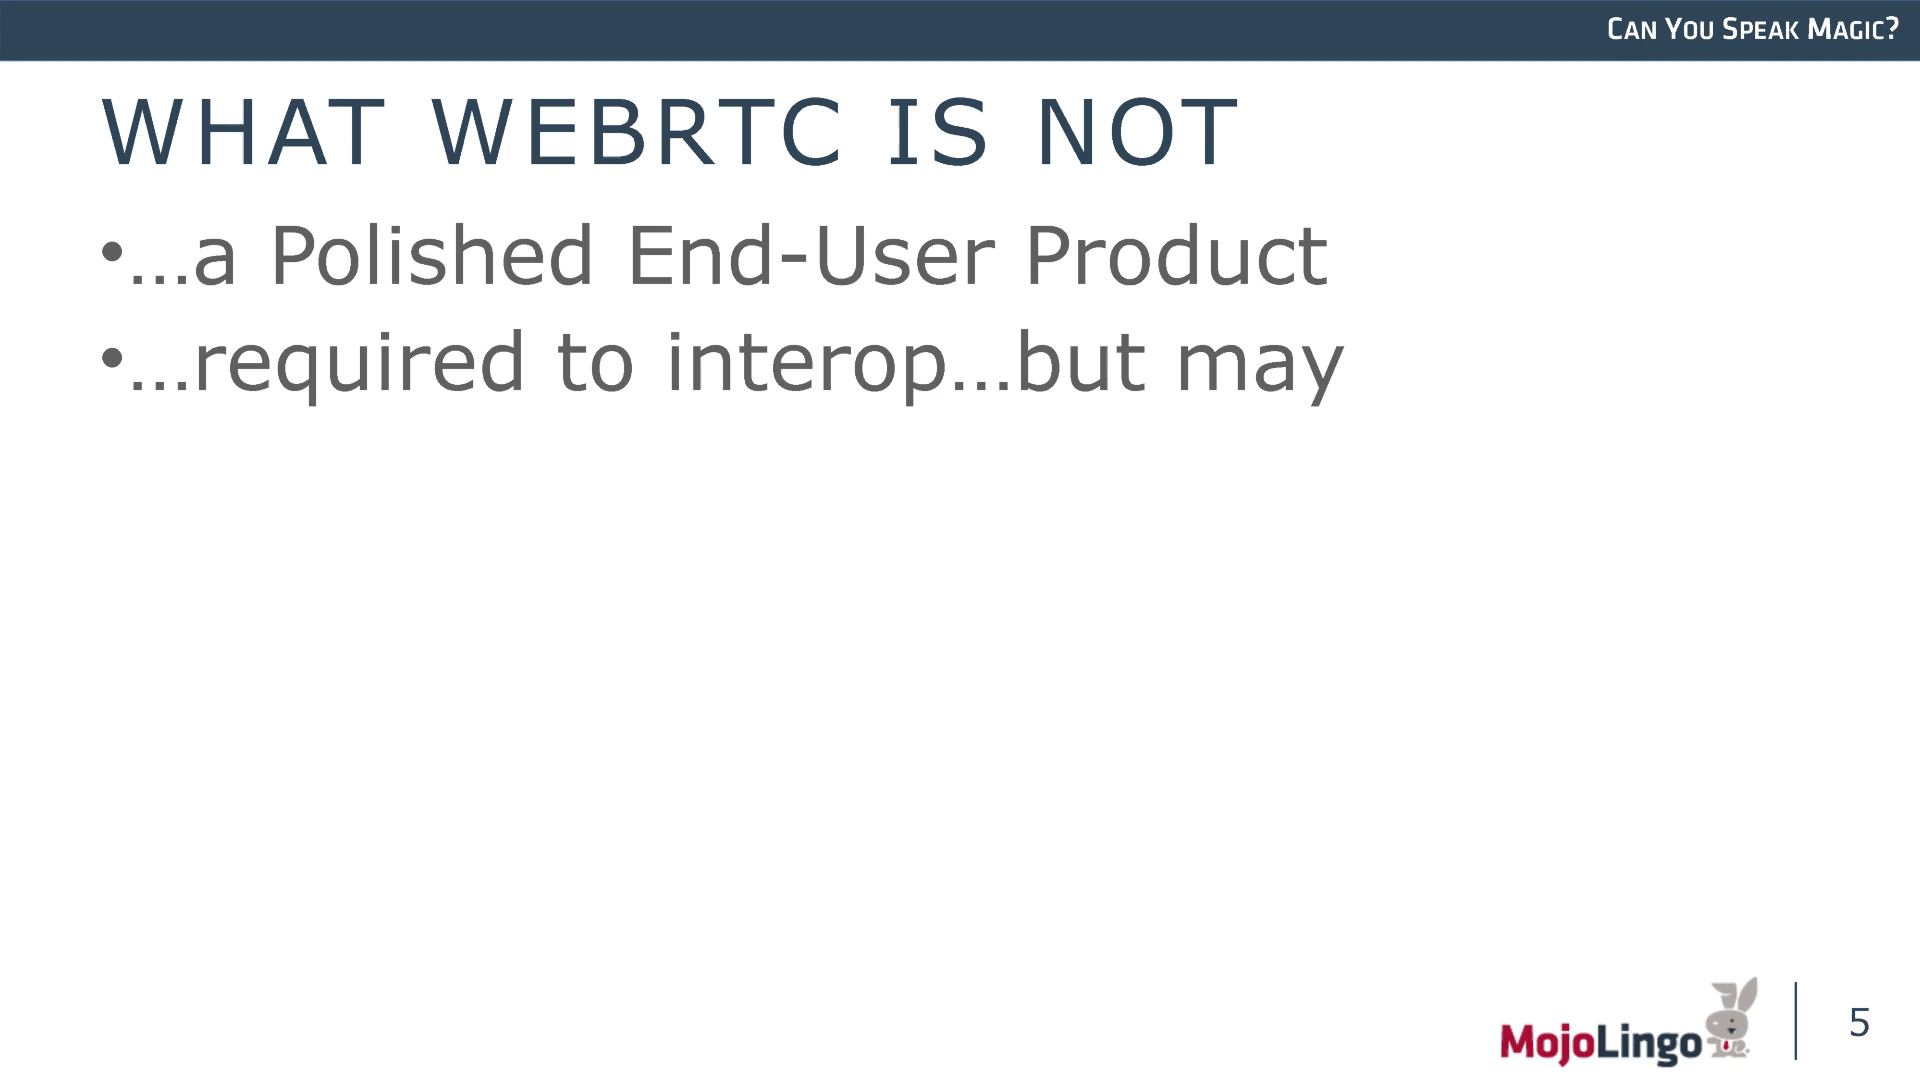 CAN YOU SPEAK MAGIC?
WHAT WEBRTC IS NOT
•…a Polished End-User Product
•…required to interop…but may
MojoLingo
5